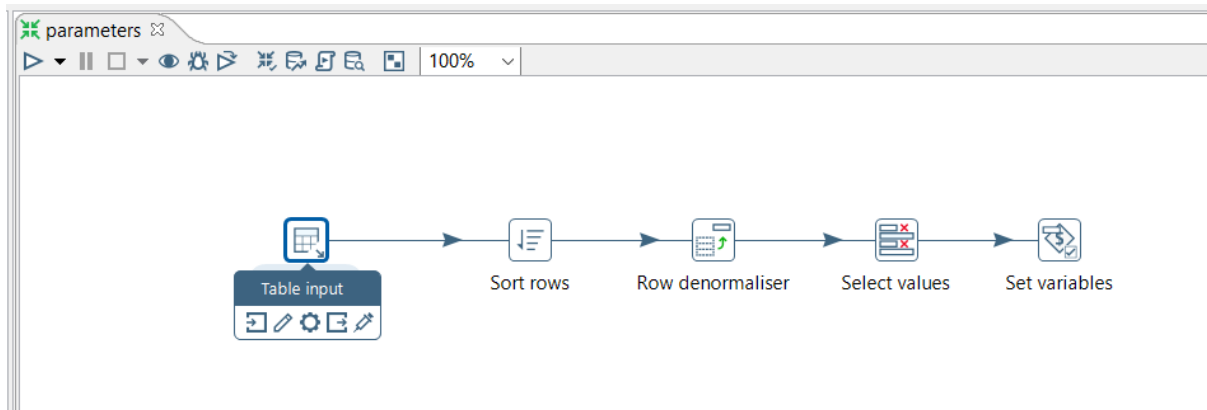 parameters
100%
Table input
Sort rows
Row denormaliser
Select values
Set variables